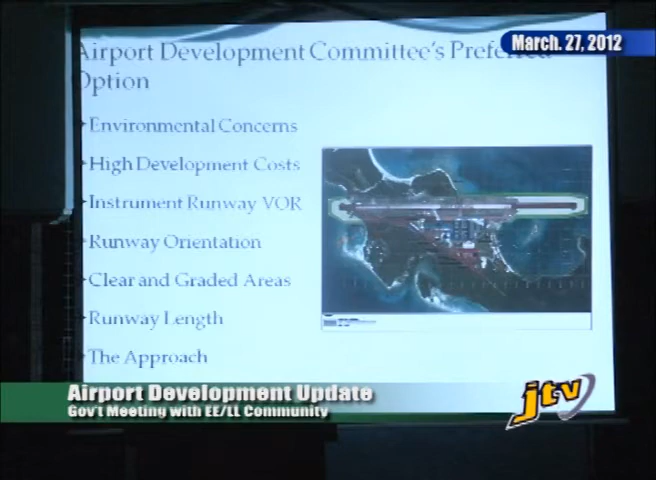 Airport Development Committee's Preferred
Option
March. 27, 2012
Environmental Concerns
High Development Costs
Instrument Runway VOR
Runway Orientation
Clear and Graded Areas
Runway Length
The Approach
Airport Development Update
Gov't Meeting with EE/LL Community
jtv